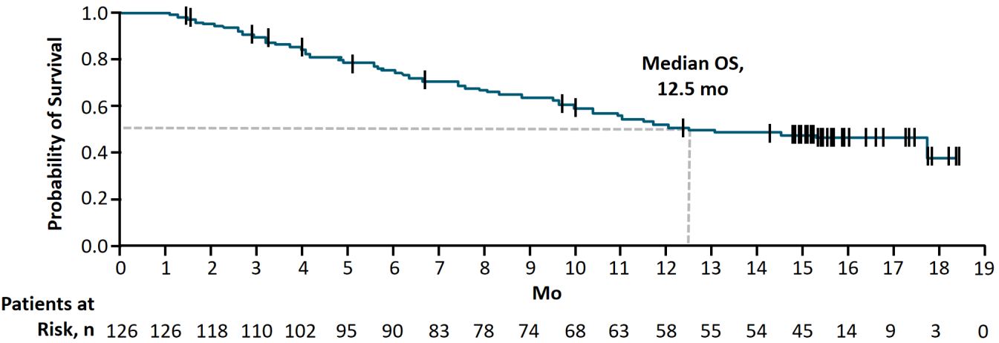 1.0
0.8
0.6
0.4
0.2
0.0
Probability of Survival
Median OS,
12.5 mo
0 1 2 3 4 5 6 7 8 9 10 11 12 13 14 15 16 17 18 19
Mo
Patients at
Risk, n 126 126 118 110 102 95 90 83 78 74 68 63 58 55 54 45 14 9 3 0